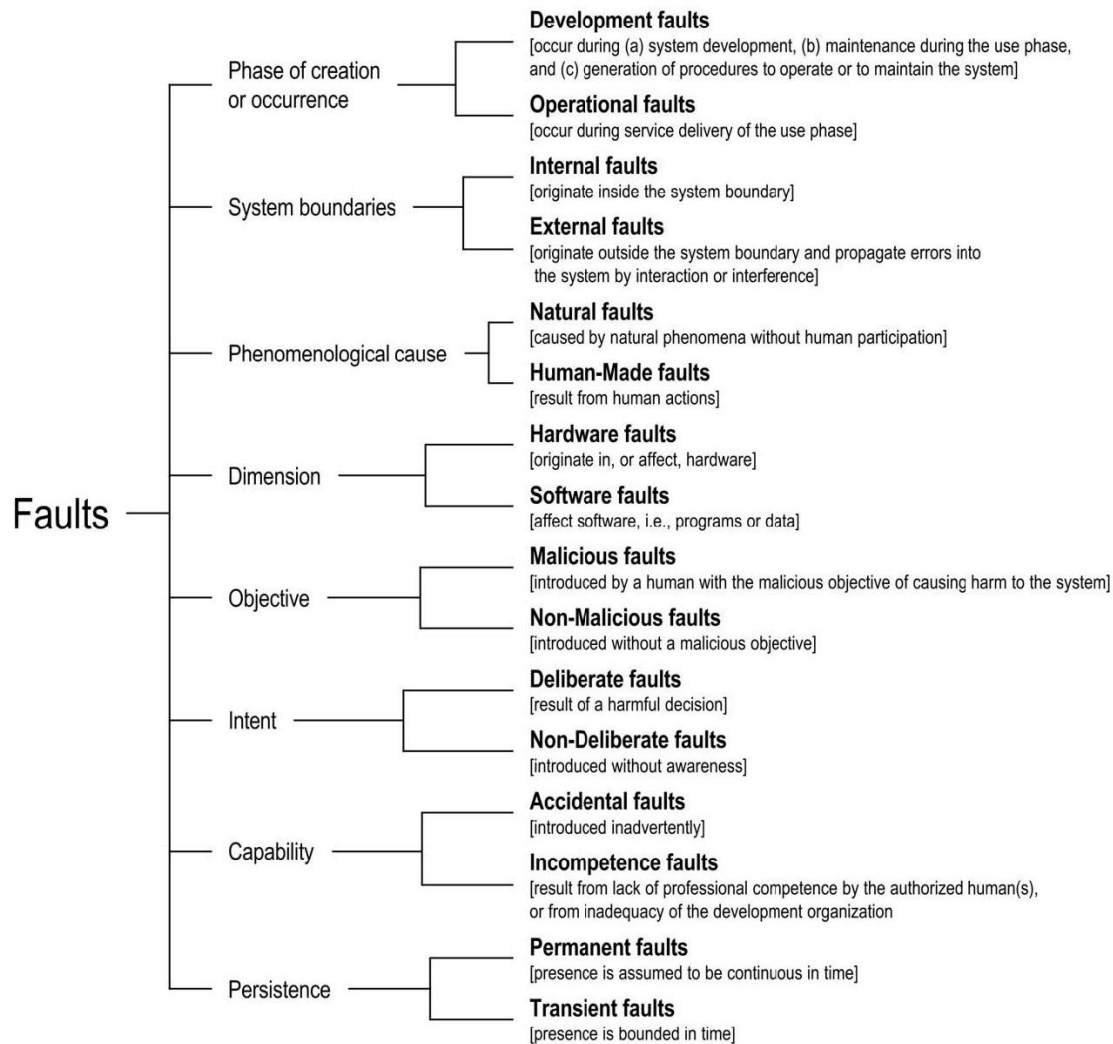 Faults
Phase of creation
or occurrence
Development faults
[occur during (a) system development, (b) maintenance during the use phase,
and (c) generation of procedures to operate or to maintain the system]
Operational faults
[occur during service delivery of the use phase]
System boundaries
Internal faults
[originate inside the system boundary]
External faults
[originate outside the system boundary and propagate errors into
the system by interaction or interference]
Phenomenological cause
Natural faults
[caused by natural phenomena without human participation]
Human-Made faults
[result from human actions]
Dimension
Hardware faults
[originate in, or affect, hardware]
Software faults
[affect software, i.e., programs or data]
Objective
Malicious faults
[introduced by a human with the malicious objective of causing harm to the system]
Non-Malicious faults
[introduced without a malicious objective]
Intent
Deliberate faults
[result of a harmful decision]
Non-Deliberate faults
[introduced without awareness]
Capability
Accidental faults
[introduced inadvertently]
Incompetence faults
[result from lack of professional competence by the authorized human(s),
or from inadequacy of the development organization
Persistence
Permanent faults
[presence is assumed to be continuous in time]
Transient faults
[presence is bounded in time]